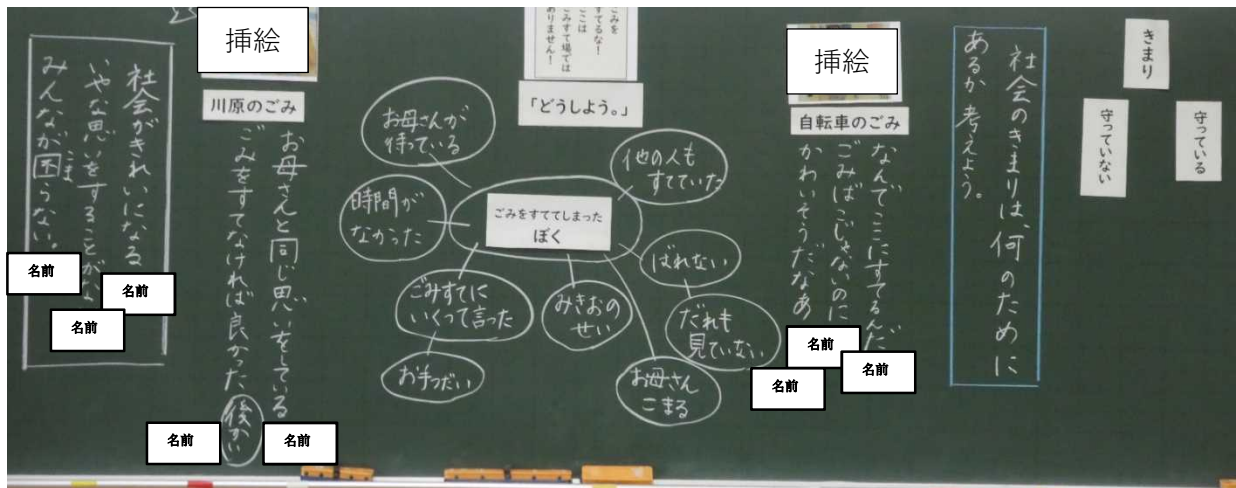 きまり
守っている
守っていない
社会のきまりは、何のために
あるか考えよう。
挿絵
自転車のごみ
なんでここにすてるんだ
ごみばこじゃないのに
かわいそうだなあ
名前
名前
名前
ごみを
すてるな！
ここは
ごみすて場では
ありません！
「どうしよう。」
ごみをすててしまった
ぼく
他の人も
すてていた
ばれない
だれも
見ていない
お母さん
こまる
みきおの
せい
ごみすてに
いくって言った
お手つだい
時間が
なかった
お母さんが
待っている
挿絵
川原のごみ
お母さんと同じ思いをしている
ごみをすてなければ良かった
後かい
名前
名前
社会がきれいになる
いやな思いをすることがな
みんなが困らない。
こま
名前
名前
名前